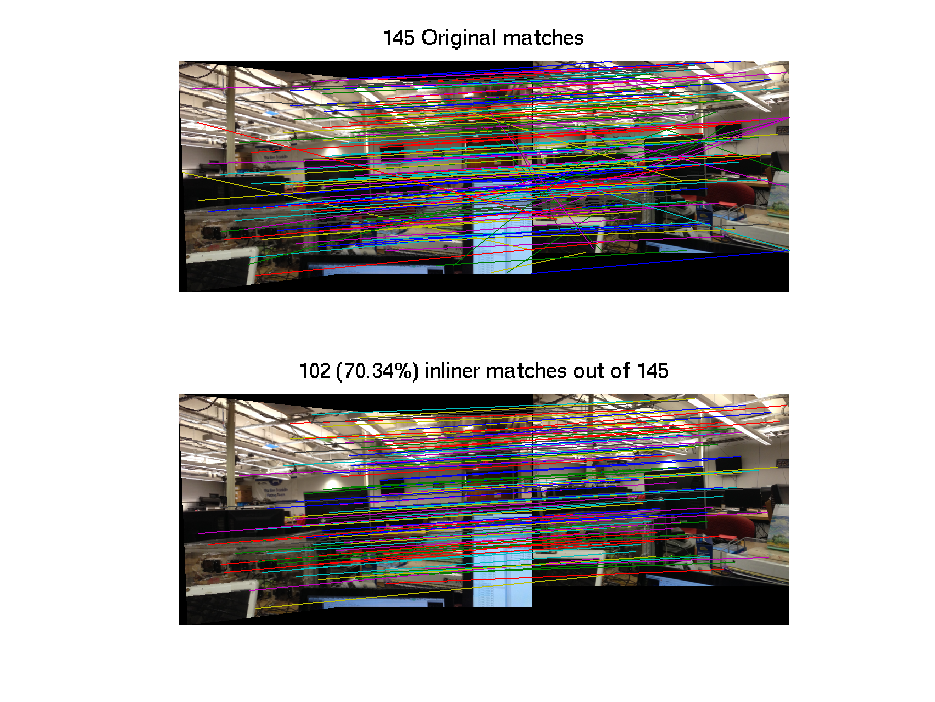 145 Original matches
102 (70.34%) inliner matches out of 145